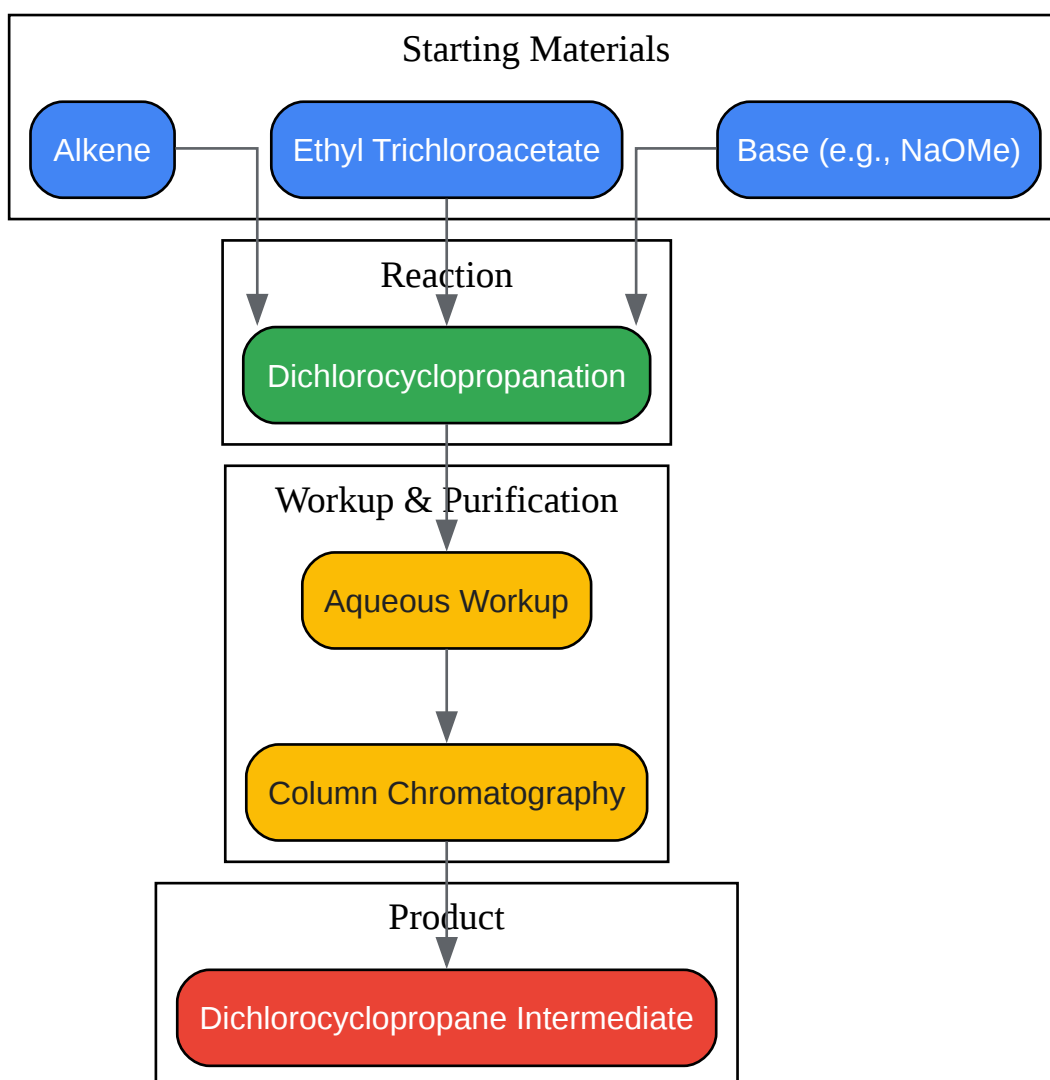 Starting Materials
Alkene
Ethyl Trichloroacetate
Base (e.g., NaOMe)
Reaction
Dichlorocyclopropanation
Workup & Purification
Aqueous Workup
Column Chromatography
Product
Dichlorocyclopropane Intermediate